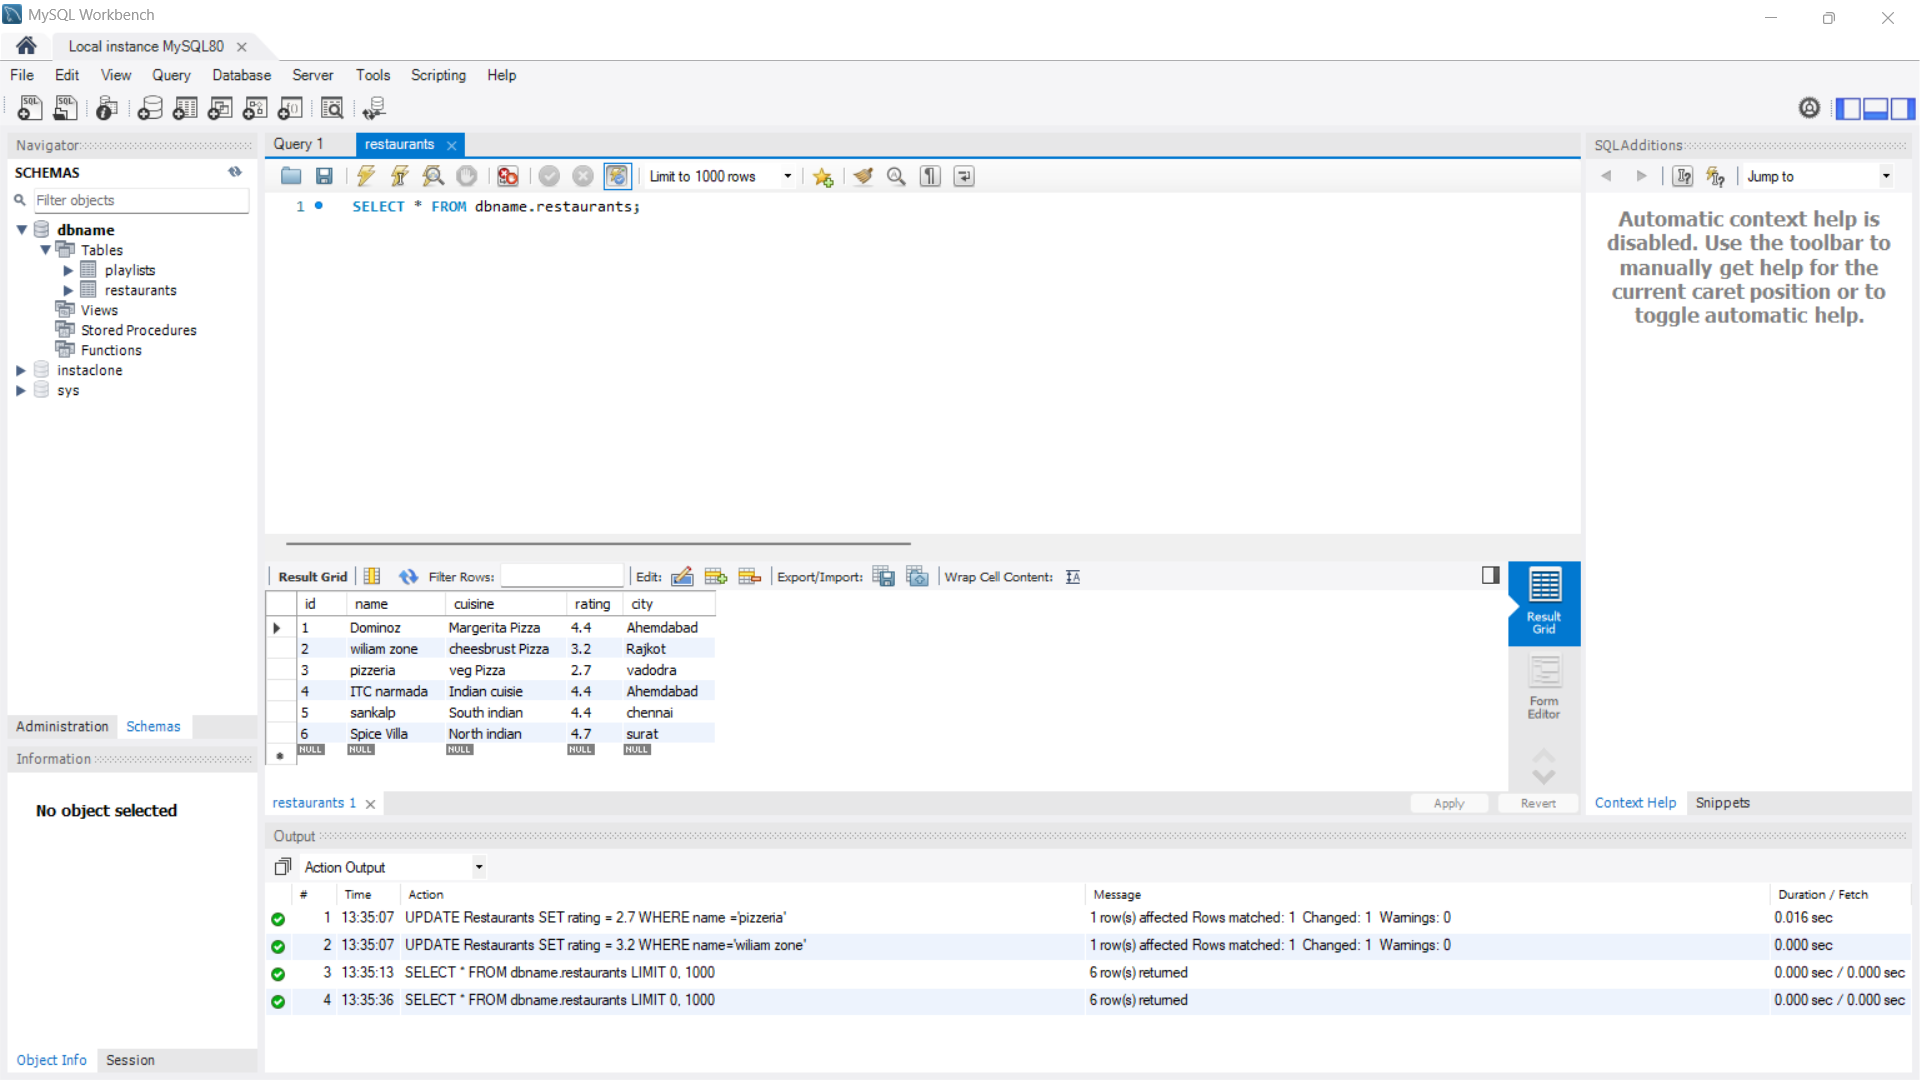 MySQL Workbench
Local instance MySQL80
File Edit View Query Database Server Tools Scripting Help
Navigator
SCHEMAS
Filter objects
dbname
Tables
playlists
restaurants
Views
Stored Procedures
Functions
instaclone
sys
Administration Schemas
Information
No object selected
Object Info Session
Query 1 restaurants
Limit to 1000 rows
1 SELECT * FROM dbname.restaurants;
Result Grid Filter Rows: Edit: Export/Import: Wrap Cell Content:
id name cuisine rating city
1 Dominoz Margerita Pizza 4.4 Ahemdabad
2 wiliam zone cheesbrust Pizza 3.2 Rajkot
3 pizzeria veg Pizza 2.7 vadodra
4 ITC narmada Indian cuisie 4.4 Ahemdabad
5 sankalp South indian 4.4 chennai
6 Spice Villa North indian 4.7 surat
NULL NULL NULL NULL NULL
Result
Grid
Form
Editor
restaurants 1 Apply Revert
SQLAdditions
Jump to
Automatic context help is
disabled. Use the toolbar to
manually get help for the
current caret position or to
toggle automatic help.
Context Help Snippets
Output
Action Output
# Time Action Message Duration / Fetch
1 13:35:07 UPDATE Restaurants SET rating = 2.7 WHERE name ='pizzeria' 1 row(s) affected Rows matched: 1 Changed: 1 Warnings: 0 0.016 sec
2 13:35:07 UPDATE Restaurants SET rating = 3.2 WHERE name='wiliam zone' 1 row(s) affected Rows matched: 1 Changed: 1 Warnings: 0 0.000 sec
3 13:35:13 SELECT * FROM dbname.restaurants LIMIT 0, 1000 6 row(s) returned 0.000 sec / 0.000 sec
4 13:35:36 SELECT * FROM dbname.restaurants LIMIT 0, 1000 6 row(s) returned 0.000 sec / 0.000 sec